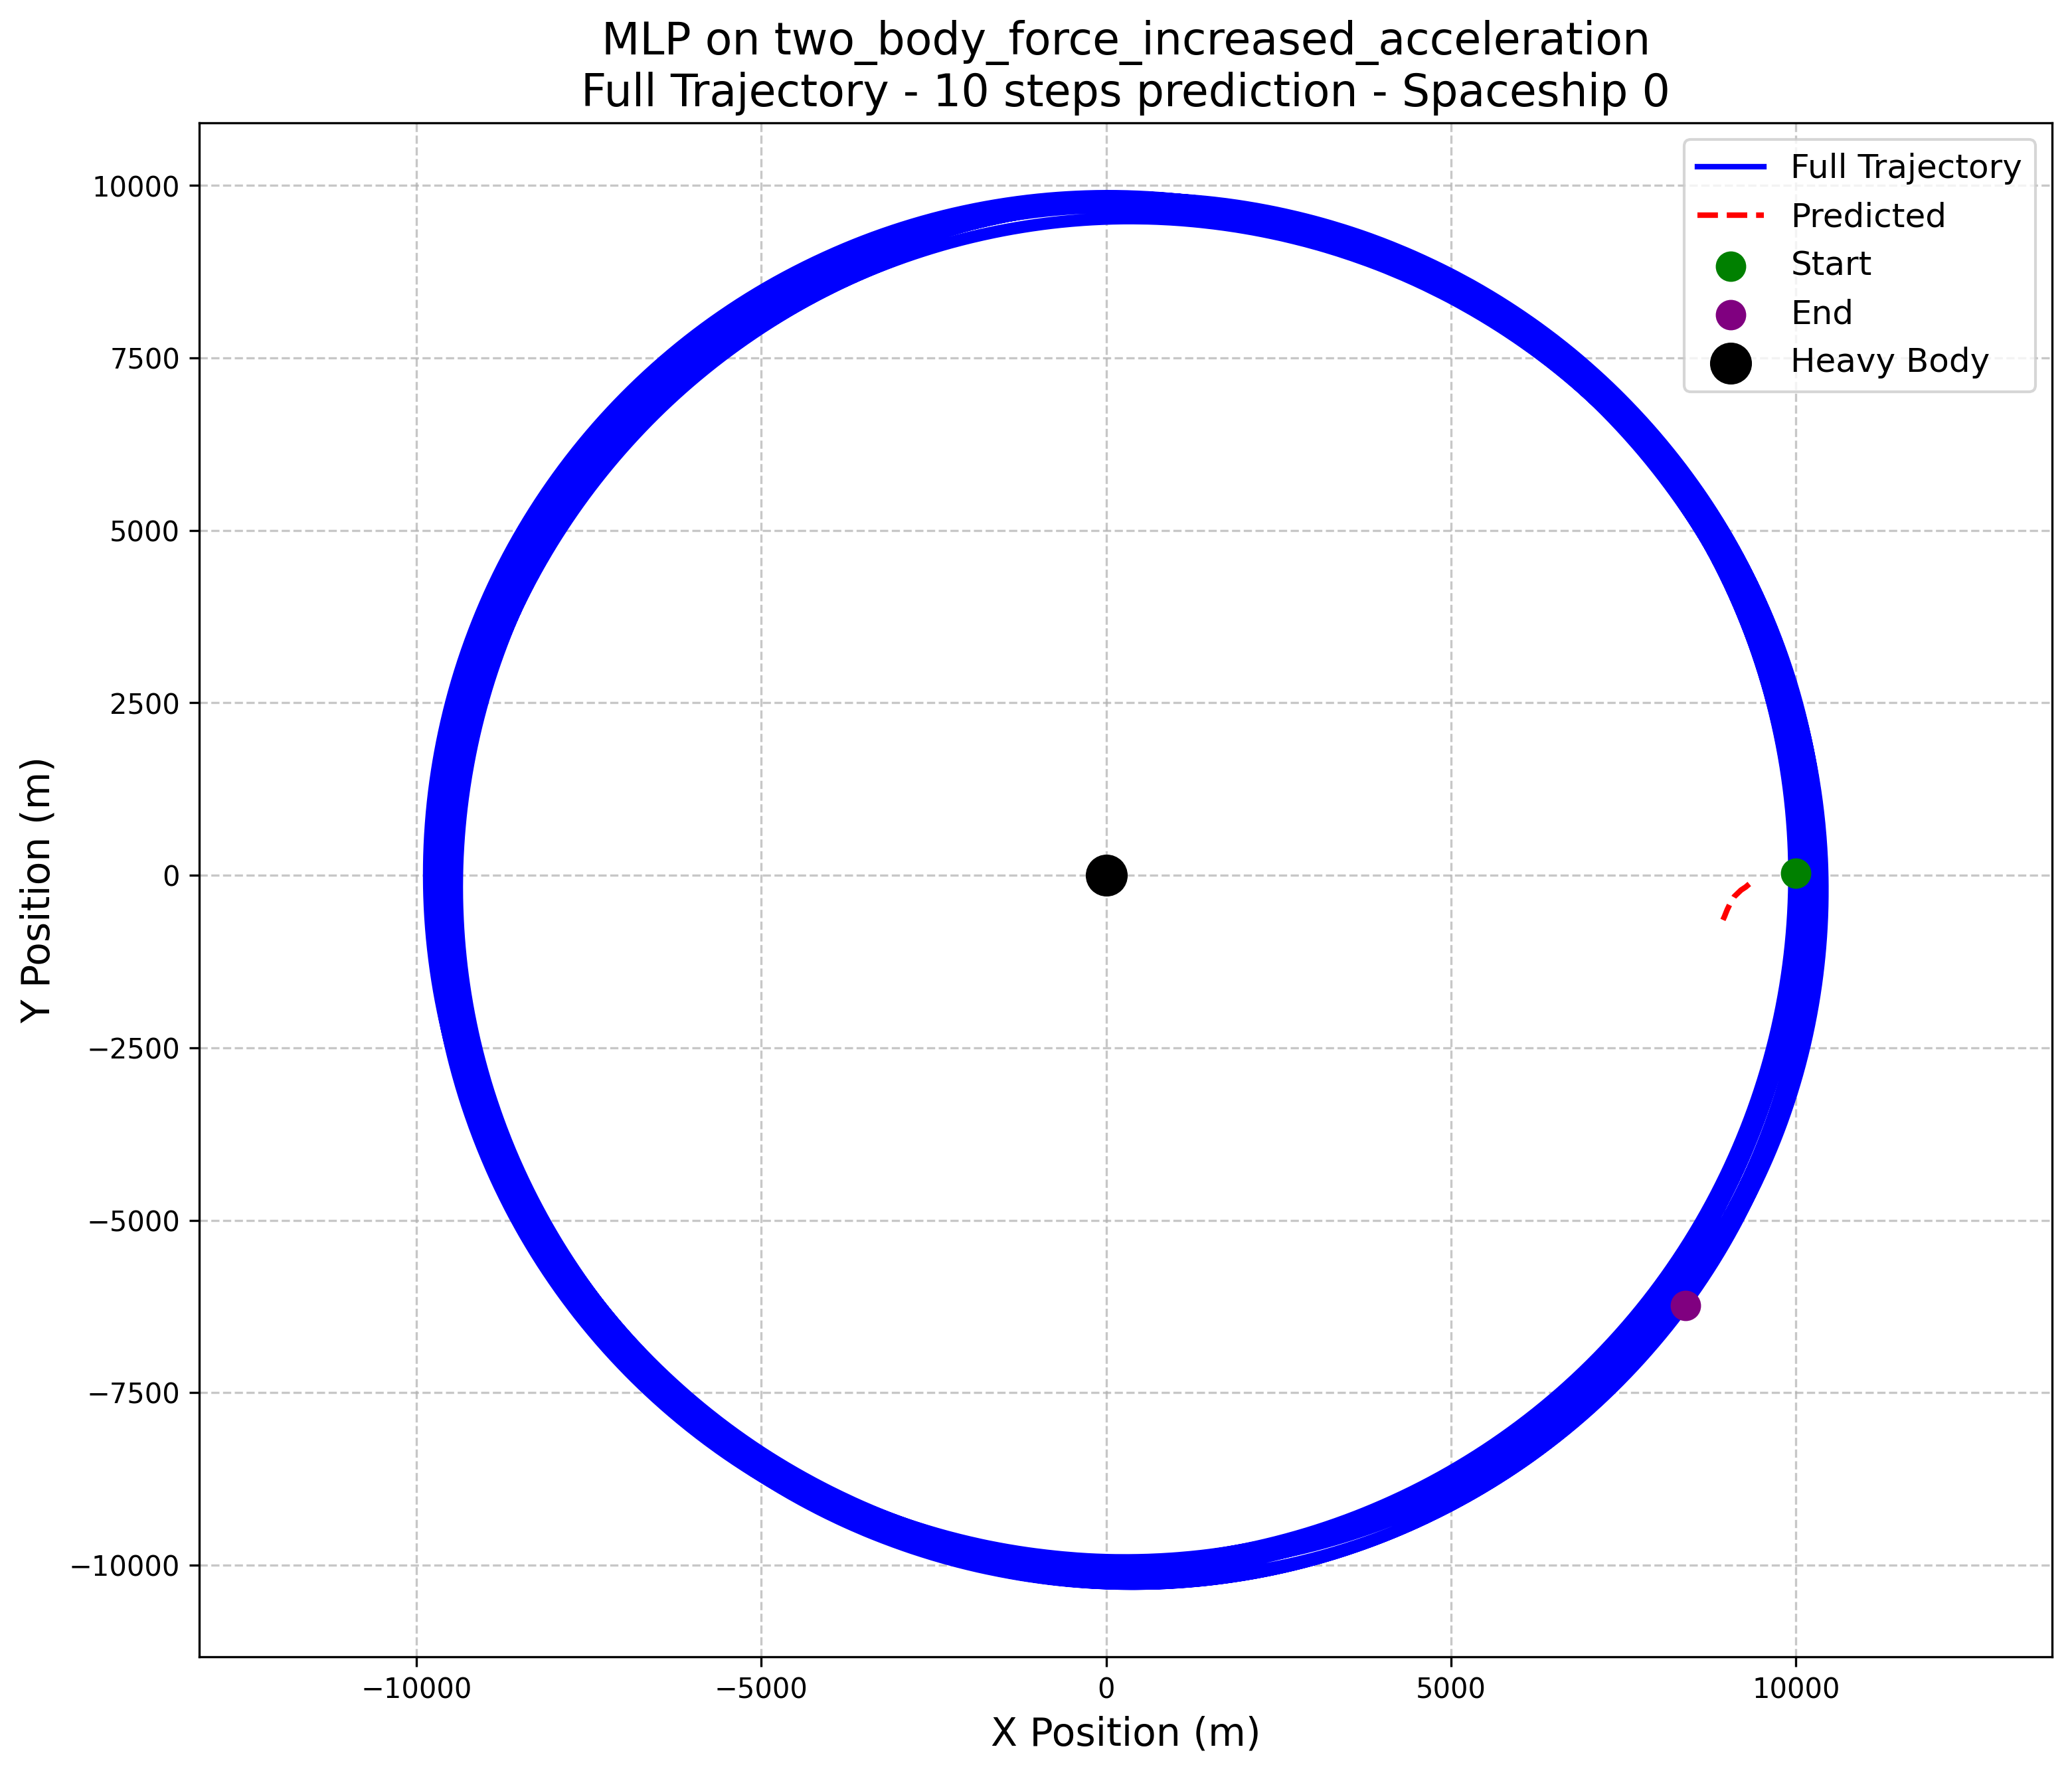 MLP on two_body_force_increased_acceleration
Full Trajectory - 10 steps prediction - Spaceship 0
Full Trajectory
Predicted
Start
End
Heavy Body
10000
7500
5000
2500
0
−2500
−5000
−7500
−10000
Y Position (m)
−10000
−5000
0
5000
10000
X Position (m)